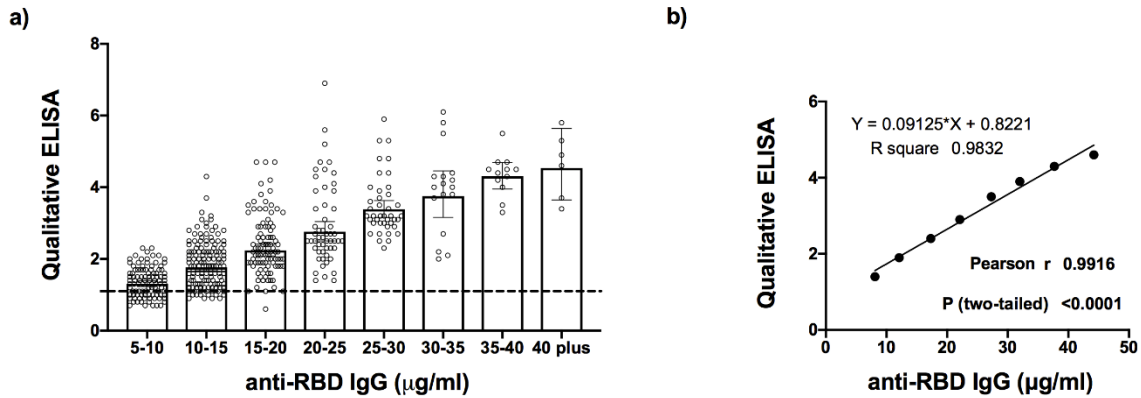 a)
Qualitative ELISA
8
6
4
2
0
5-10 10-15 15-20 20-25 25-30 30-35 35-40 40 plus
anti-RBD IgG (μg/ml)
b)
Qualitative ELISA
6
4
2
0
Y = 0.09125*X + 0.8221
R square 0.9832
Pearson r 0.9916
P (two-tailed) <0.0001
0 10 20 30 40 50
anti-RBD IgG (μg/ml)